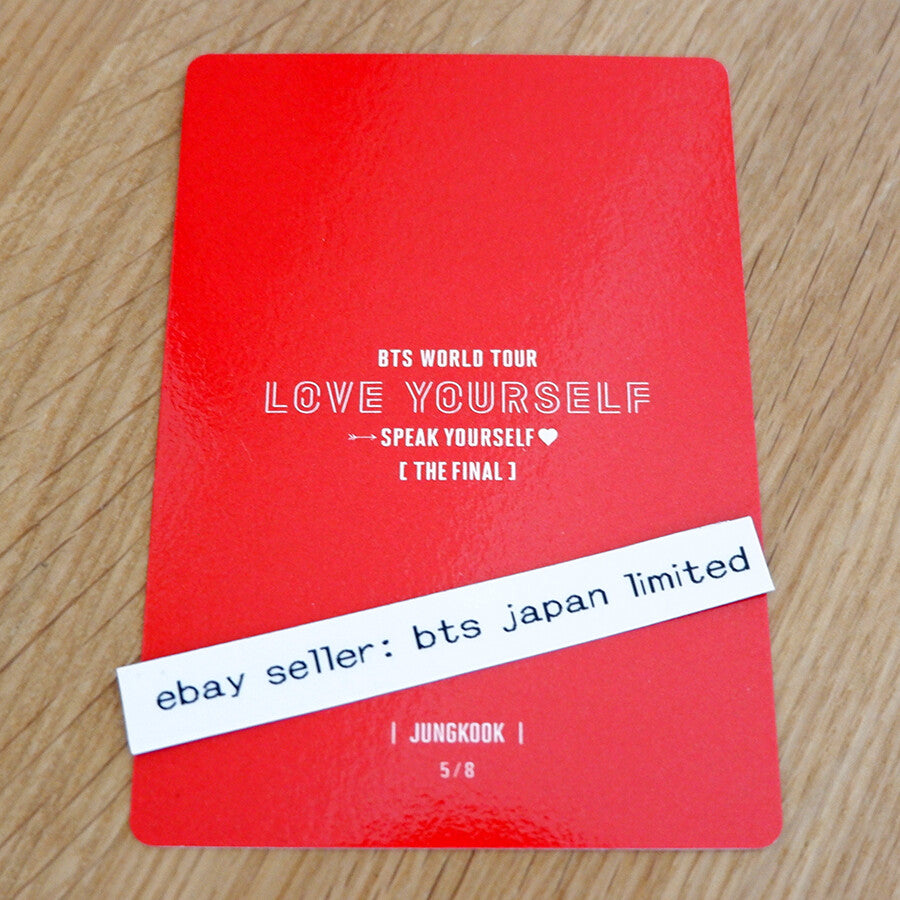 BTS WORLD TOUR
LOVE YOURSELF
SPEAK YOURSELF
[ THE FINAL ]
ebay seller: bts japan limited
| JUNGKOOK |
5/8